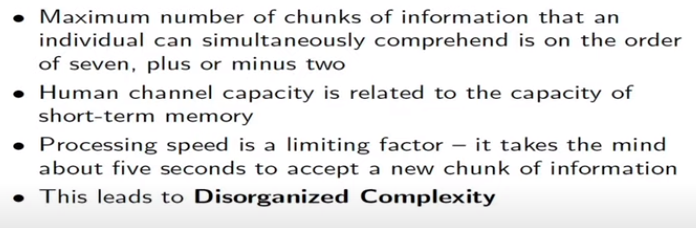 • Maximum number of chunks of information that an
individual can simultaneously comprehend is on the order
of seven, plus or minus two
• Human channel capacity is related to the capacity of
short-term memory
• Processing speed is a limiting factor – it takes the mind
about five seconds to accept a new chunk of information
• This leads to Disorganized Complexity